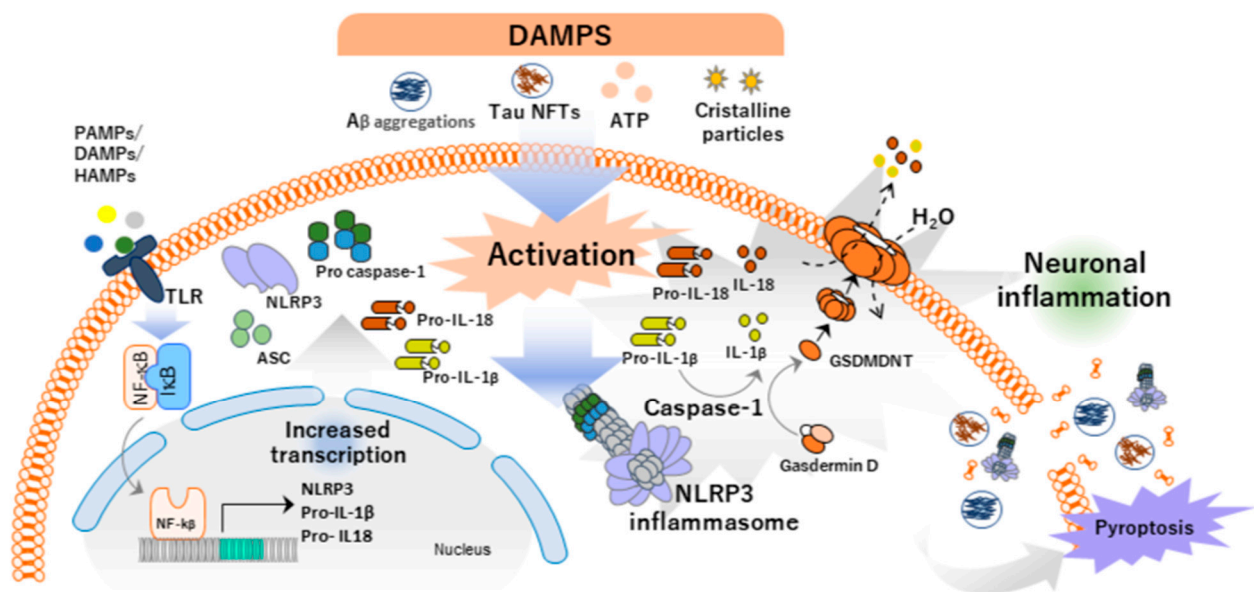 DAMPS
Aβ aggregations
Tau NFTs
ATP
Cristalline
particles
PAMPs/
DAMPs/
HAMPs
TLR
NLRP3
Pro caspase-1
ASC
Pro-IL-18
Pro-IL-1β
Activation
Pro-IL-18
IL-18
Pro-IL-1β
IL-1β
H₂O
GSDMDNT
Neuronal
inflammation
NF-κB
IκB
Increased
transcription
NF-kβ
NLRP3
Pro-IL-1β
Pro- IL18
Nucleus
Caspase-1
Gasdermin D
NLRP3
inflammasome
Pyroptosis